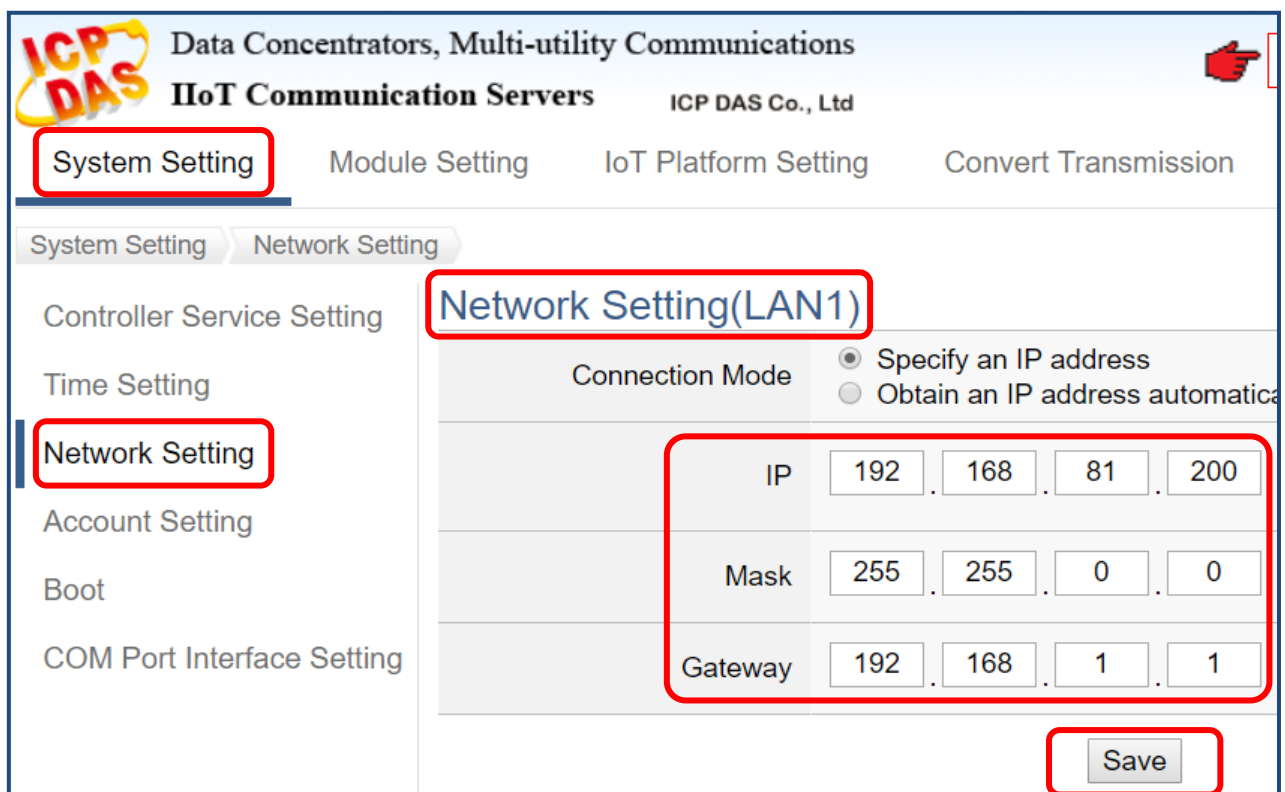 ICP DAS
Data Concentrators, Multi-utility Communications
IIoT Communication Servers ICP DAS Co., Ltd
System Setting Module Setting IoT Platform Setting Convert Transmission
System Setting Network Setting
Controller Service Setting
Time Setting
Network Setting
Account Setting
Boot
COM Port Interface Setting
Network Setting(LAN1)
Connection Mode Specify an IP address
Obtain an IP address automatica
IP 192 . 168 . 81 . 200
Mask 255 . 255 . 0 . 0
Gateway 192 . 168 . 1 . 1
Save